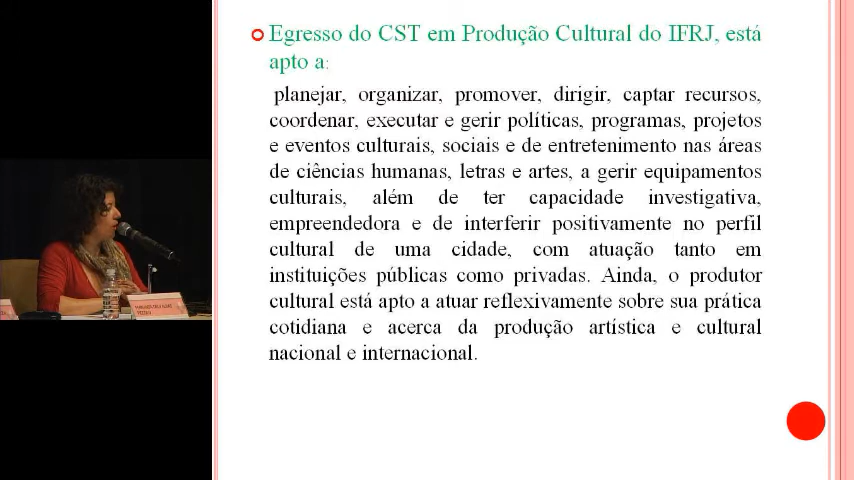 Egresso do CST em Produção Cultural do IFRJ, está
apto a:
planejar, organizar, promover, dirigir, captar recursos,
coordenar, executar e gerir políticas, programas, projetos
e eventos culturais, sociais e de entretenimento nas áreas
de ciências humanas, letras e artes, a gerir equipamentos
culturais, além de ter capacidade investigativa,
empreendedora e de interferir positivamente no perfil
cultural de uma cidade, com atuação tanto em
instituições públicas como privadas. Ainda, o produtor
cultural está apto a atuar reflexivamente sobre sua prática
cotidiana e acerca da produção artística e cultural
nacional e internacional.